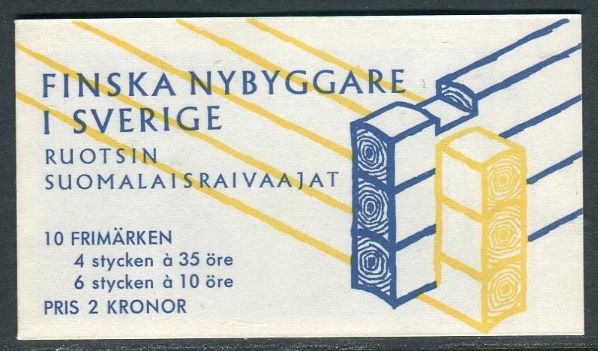 FINSKA NYBYGGARE
I SVERIGE
RUOTSIN
SUOMALAISRAIVAAJAT
10 FRIMÄRKEN
4 stycken à 35 öre
6 stycken à 10 öre
PRIS 2 KRONOR